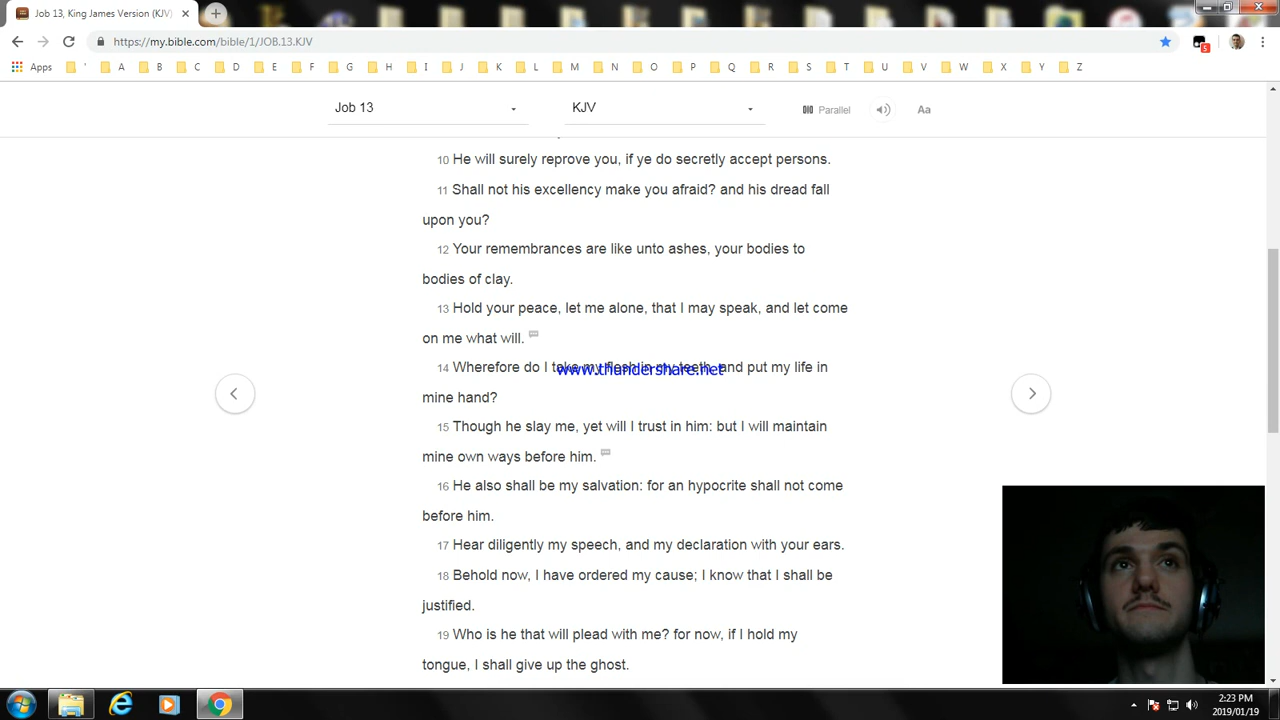 Job 13, King James Version (KJV)
https://my.bible.com/bible/1/JOB.13.KJV
5
Apps ' A B C D E F G H I J K L M N O P Q R S T U V W X Y Z
Job 13 KJV Parallel Aa
10 He will surely reprove you, if ye do secretly accept persons.
11 Shall not his excellency make you afraid? and his dread fall
upon you?
12 Your remembrances are like unto ashes, your bodies to
bodies of clay.
13 Hold your peace, let me alone, that I may speak, and let come
on me what will.
14 Wherefore do I take my flesh in my teeth, and put my life in
www.thundershare.net
mine hand?
15 Though he slay me, yet will I trust in him: but I will maintain
mine own ways before him.
16 He also shall be my salvation: for an hypocrite shall not come
before him.
17 Hear diligently my speech, and my declaration with your ears.
18 Behold now, I have ordered my cause; I know that I shall be
justified.
19 Who is he that will plead with me? for now, if I hold my
tongue, I shall give up the ghost.
2:23 PM
2019/01/19